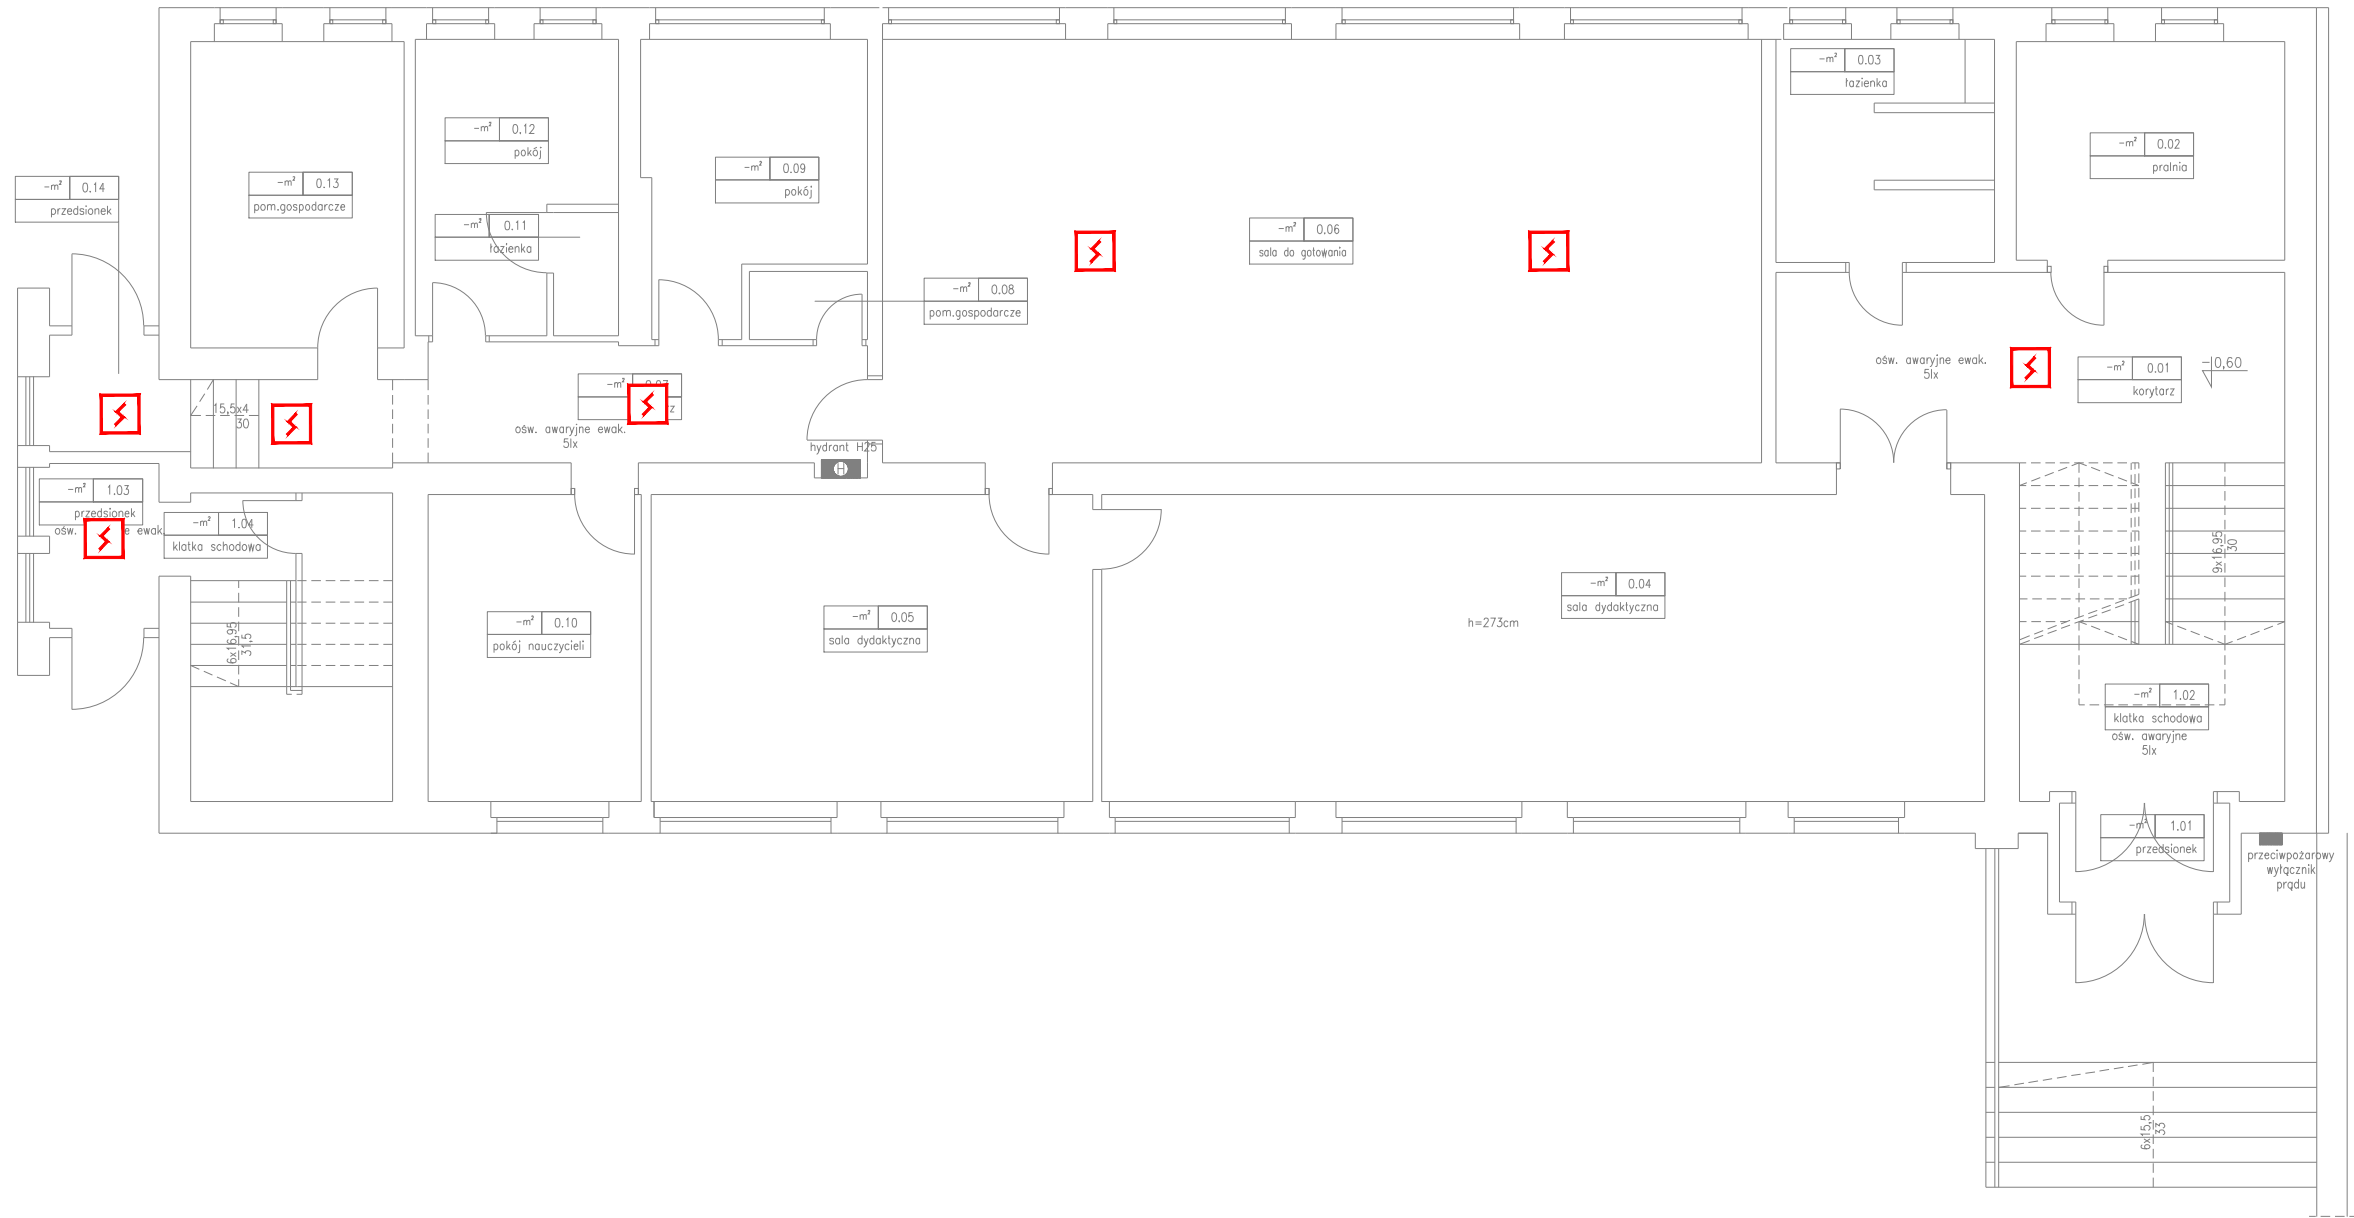 -m² 0.03
łazienka
-m² 0.12
pokój
-m² 0.02
pralnia
-m² 0.09
pokój
-m² 0.14
przedsionek
-m² 0.13
pom.gospodarcze
-m² 0.11
łazienka
-m² 0.06
sala do gotowania
-m² 0.08
pom.gospodarcze
ośw. awaryjne ewak.
5lx
-m² 0.01
korytarz
-0,60
-m²
15,5x4
30
ośw. awaryjne ewak.
5lx
hydrant H25
H
-m² 1.03
przedsionek
ośw. ewak.
-m² 1.04
klatka schodowa
9x16,95
30
-m² 0.04
sala dydaktyczna
h=273cm
-m² 0.10
pokój nauczycieli
-m² 0.05
sala dydaktyczna
6x16,95
31,5
-m² 1.02
klatka schodowa
ośw. awaryjne
5lx
-m² 1.01
przedsionek
przeciwpożarowy
wyłącznik
prądu
6x15,5
33